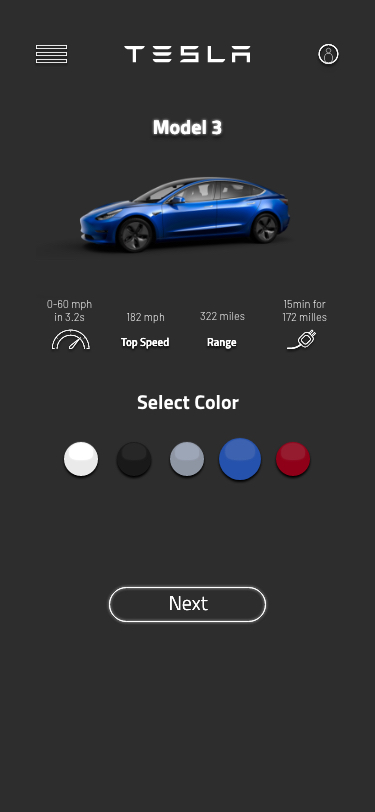 TESLA
Model 3
0-60 mph
in 3.2s
182 mph
322 miles
15min for
172 milles
Top Speed
Range
Select Color
Next